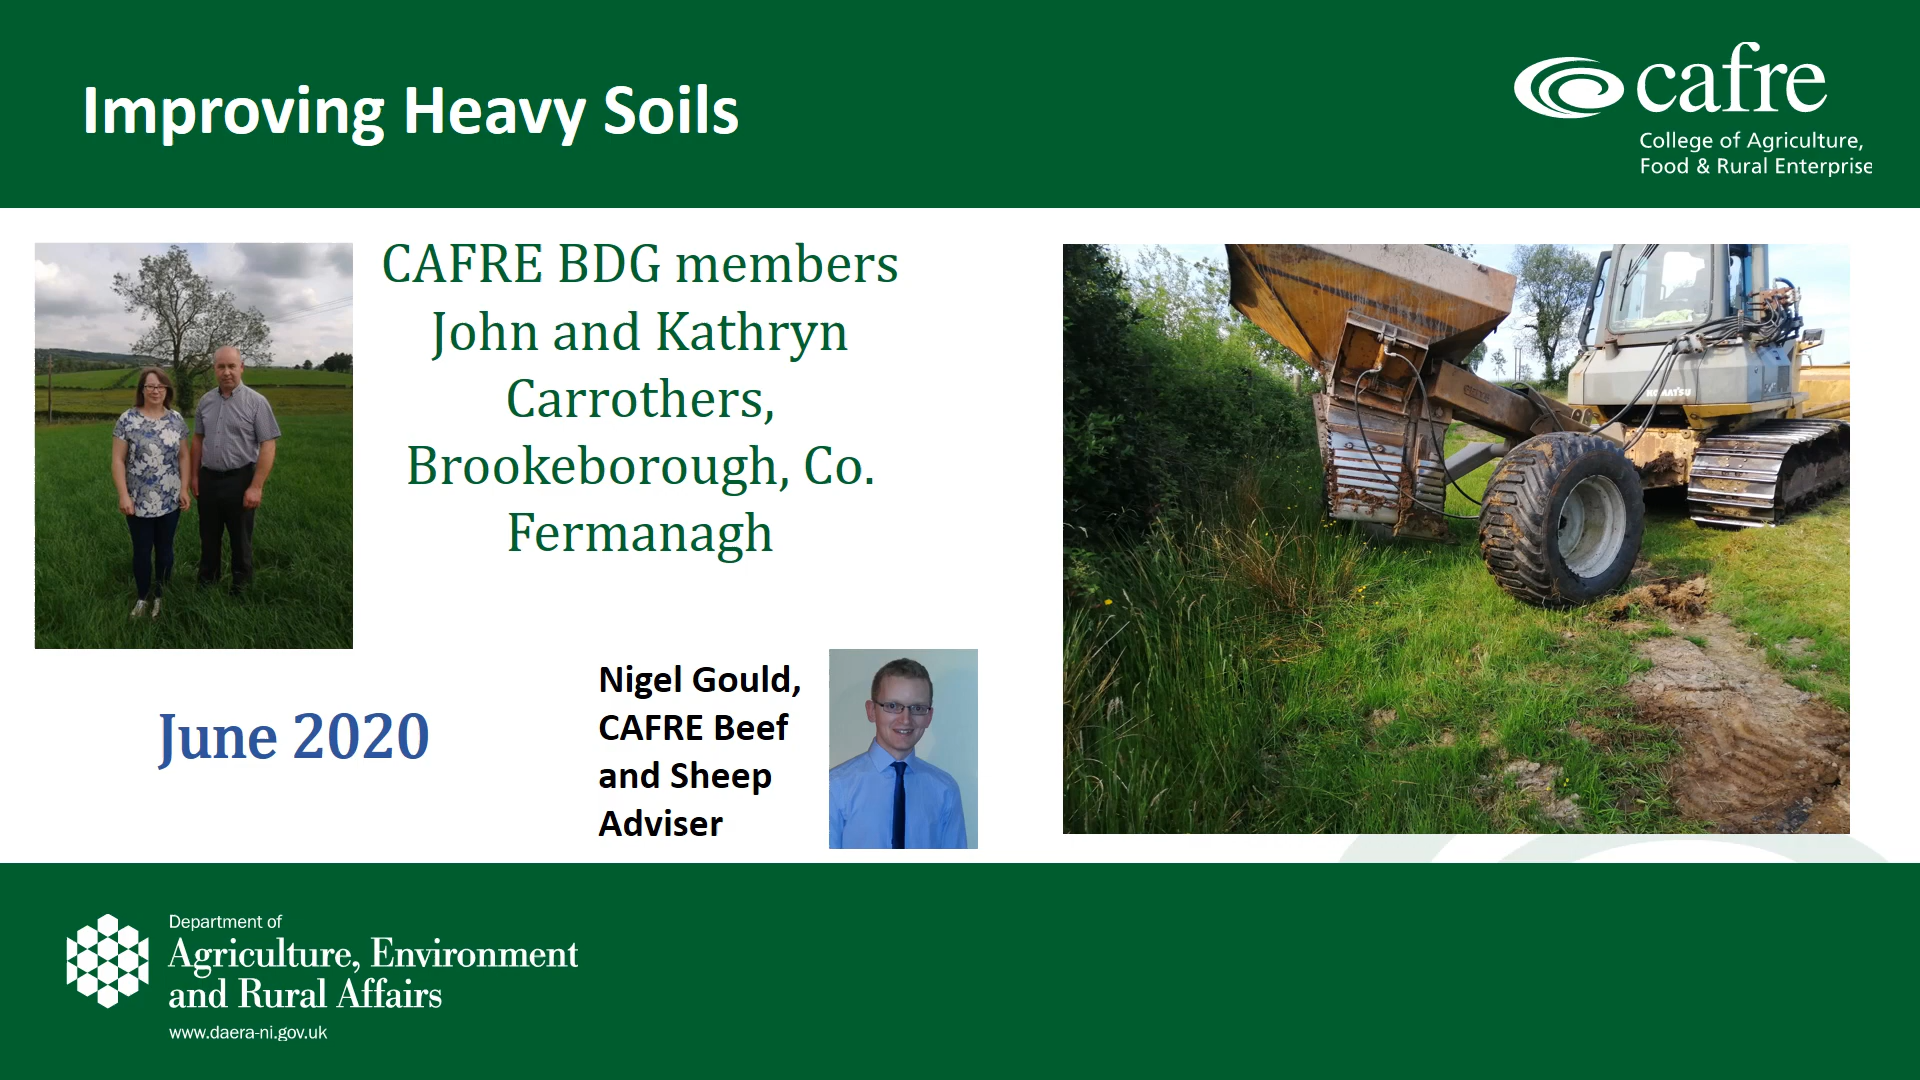 Improving Heavy Soils
cafre
College of Agriculture,
Food & Rural Enterprise
CAFRE BDG members
John and Kathryn
Carrothers,
Brookeborough, Co.
Fermanagh
June 2020
Nigel Gould,
CAFRE Beef
and Sheep
Adviser
KOMATSU
Department of
Agriculture, Environment
and Rural Affairs
www.daera-ni.gov.uk